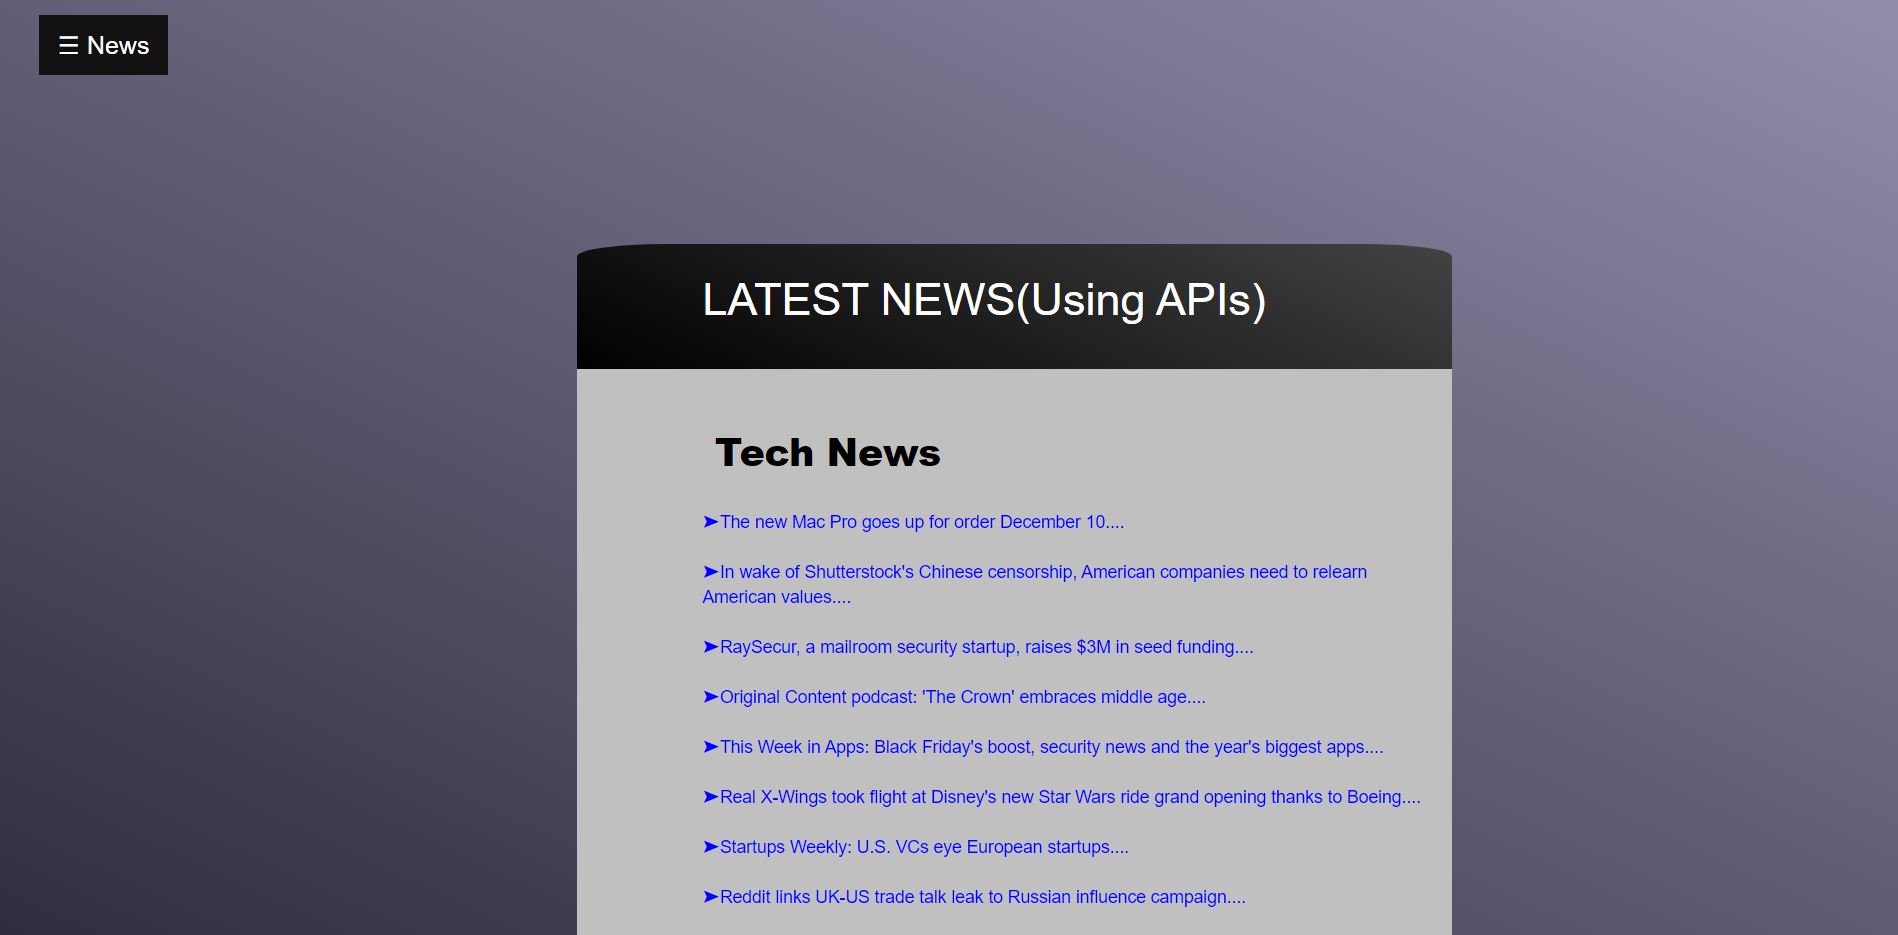 ☰ News
LATEST NEWS(Using APIs)
Tech News
➤The new Mac Pro goes up for order December 10....
➤In wake of Shutterstock's Chinese censorship, American companies need to relearn
American values....
➤RaySecur, a mailroom security startup, raises $3M in seed funding....
➤Original Content podcast: 'The Crown' embraces middle age....
➤This Week in Apps: Black Friday's boost, security news and the year's biggest apps....
➤Real X-Wings took flight at Disney's new Star Wars ride grand opening thanks to Boeing....
➤Startups Weekly: U.S. VCs eye European startups....
➤Reddit links UK-US trade talk leak to Russian influence campaign....